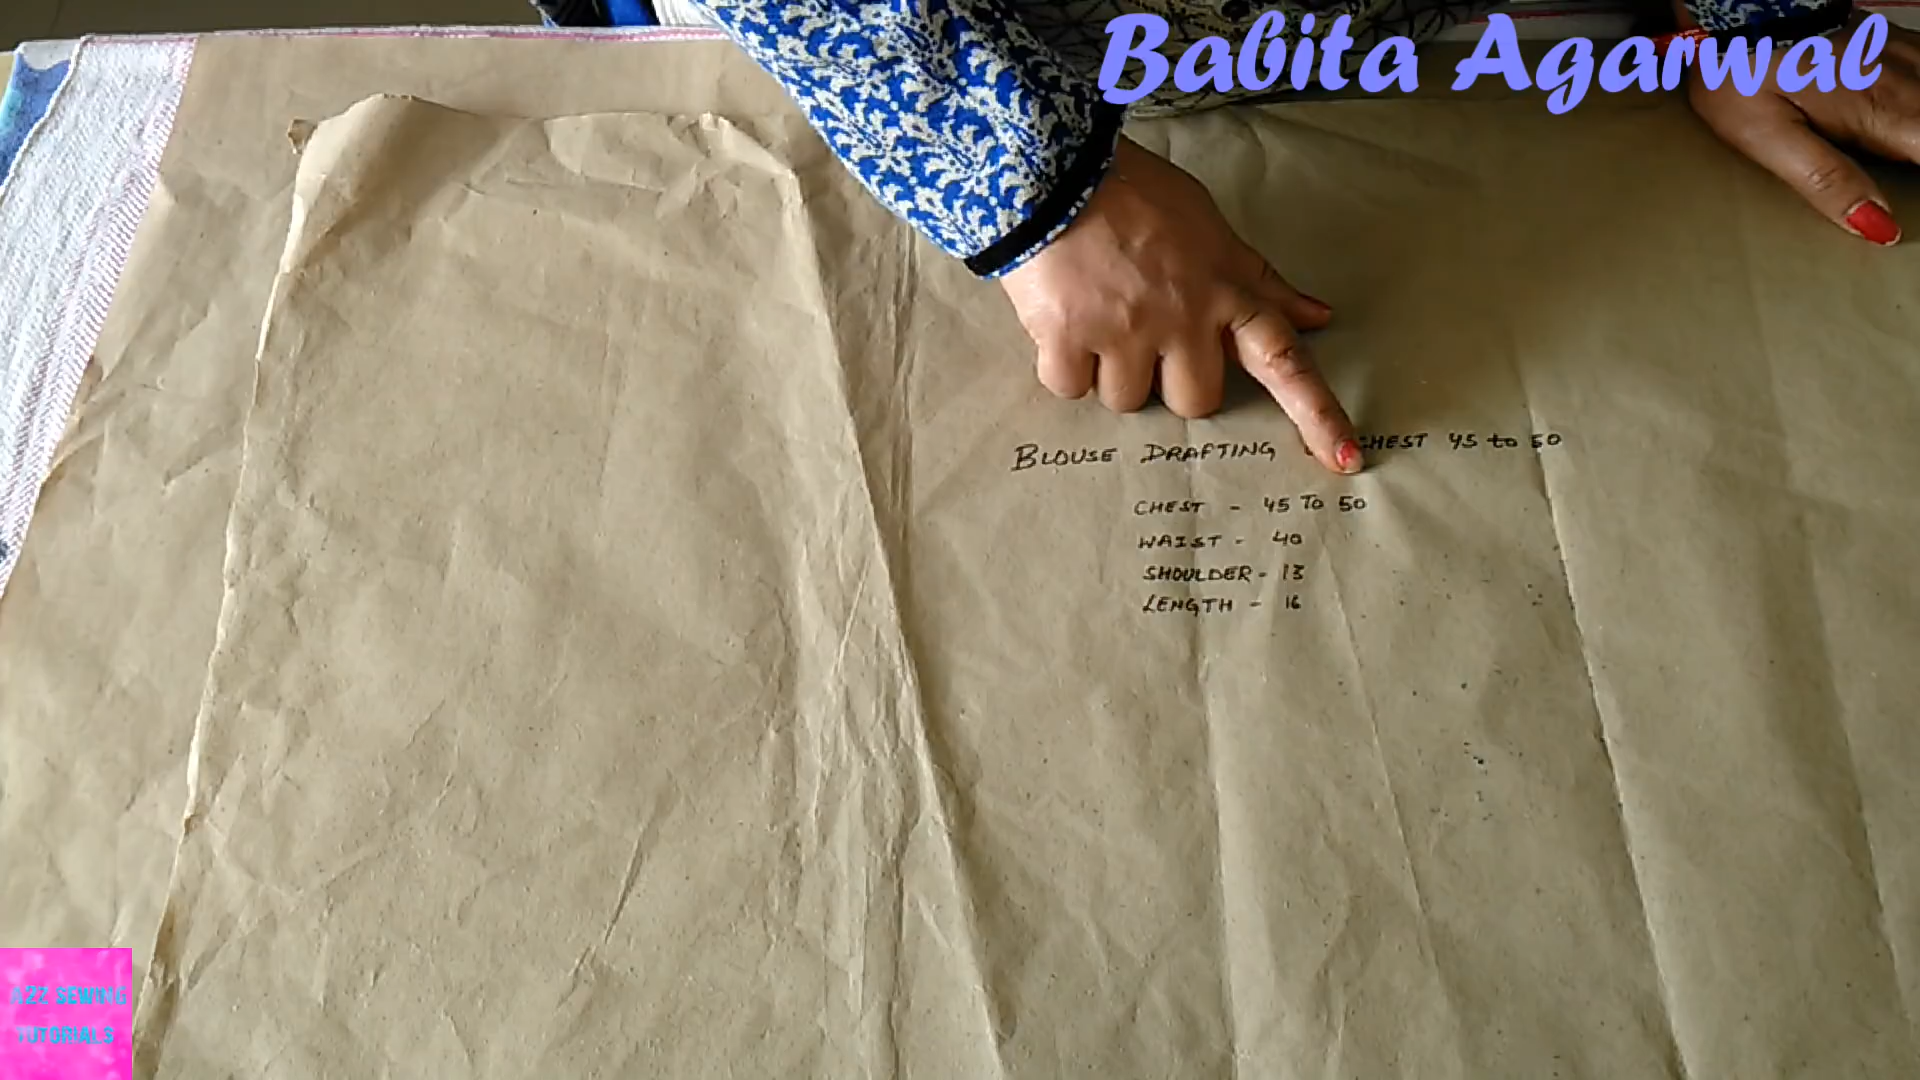 Babita Agarwal
BLOUSE DRAFTING CHEST 45 to 50
CHEST - 45 TO 50
WAIST - 40
SHOULDER - 13
LENGTH - 16
A2Z SEWING
TUTORIALS